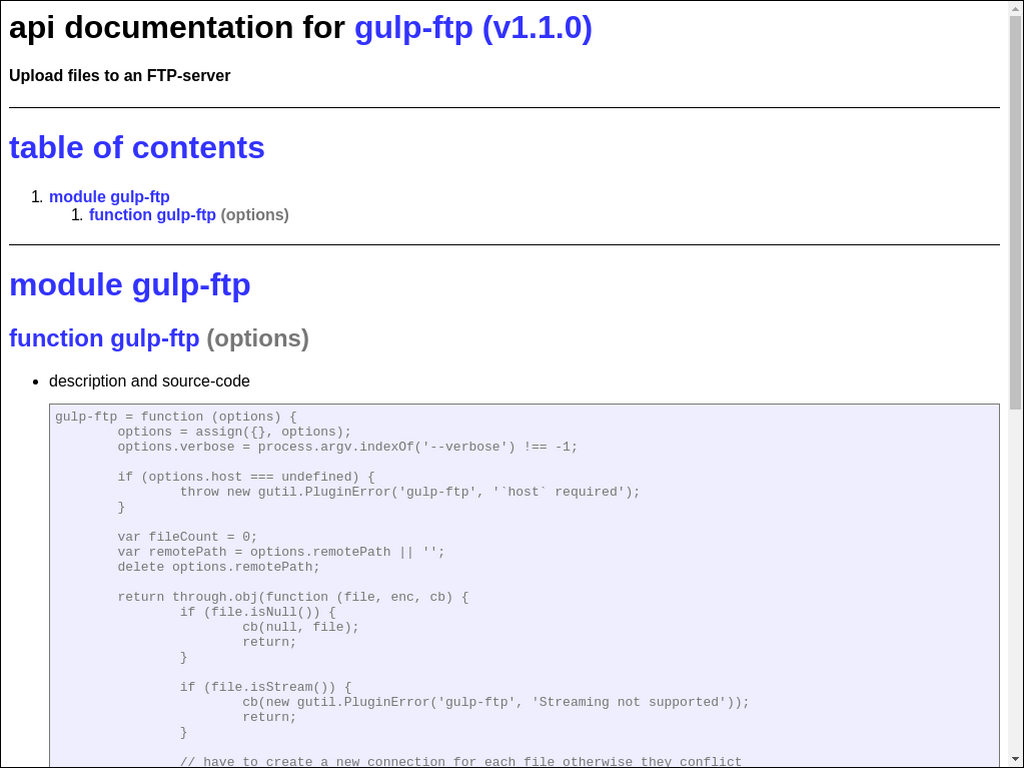 api documentation for gulp-ftp (v1.1.0)
Upload files to an FTP-server
table of contents
1. module gulp-ftp
1. function gulp-ftp (options)
module gulp-ftp
function gulp-ftp (options)
• description and source-code
gulp-ftp = function (options) {
        options = assign({}, options);
        options.verbose = process.argv.indexOf('--verbose') !== -1;

        if (options.host === undefined) {
                throw new gutil.PluginError('gulp-ftp', '`host` required');
        }

        var fileCount = 0;
        var remotePath = options.remotePath || '';
        delete options.remotePath;

        return through.obj(function (file, enc, cb) {
                if (file.isNull()) {
                        cb(null, file);
                        return;
                }

                if (file.isStream()) {
                        cb(new gutil.PluginError('gulp-ftp', 'Streaming not supported'));
                        return;
                }

                // have to create a new connection for each file otherwise they conflict